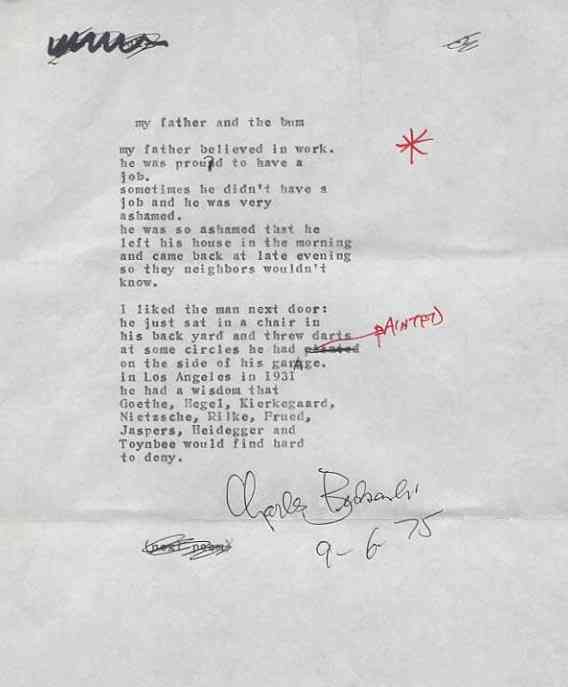 my father and the bum
my father believed in work.
he was proud to have a
job.
sometimes he didn't have a
job and he was very
ashamed.
he was so ashamed that he
left his house in the morning
and came back at late evening
so they neighbors wouldn't
know.
I liked the man next door:
he just sat in a chair in
his back yard and threw darts
at some circles he had PAINTED
on the side of his garAge.
in Los Angeles in 1931
he had a wisdom that
Goethe, Hegel, Kierkegaard,
Nietzsche, Rilke, Frued,
Jaspers, Heidegger and
Toynbee would find hard
to deny.
Charles Bukowski
9-6-75